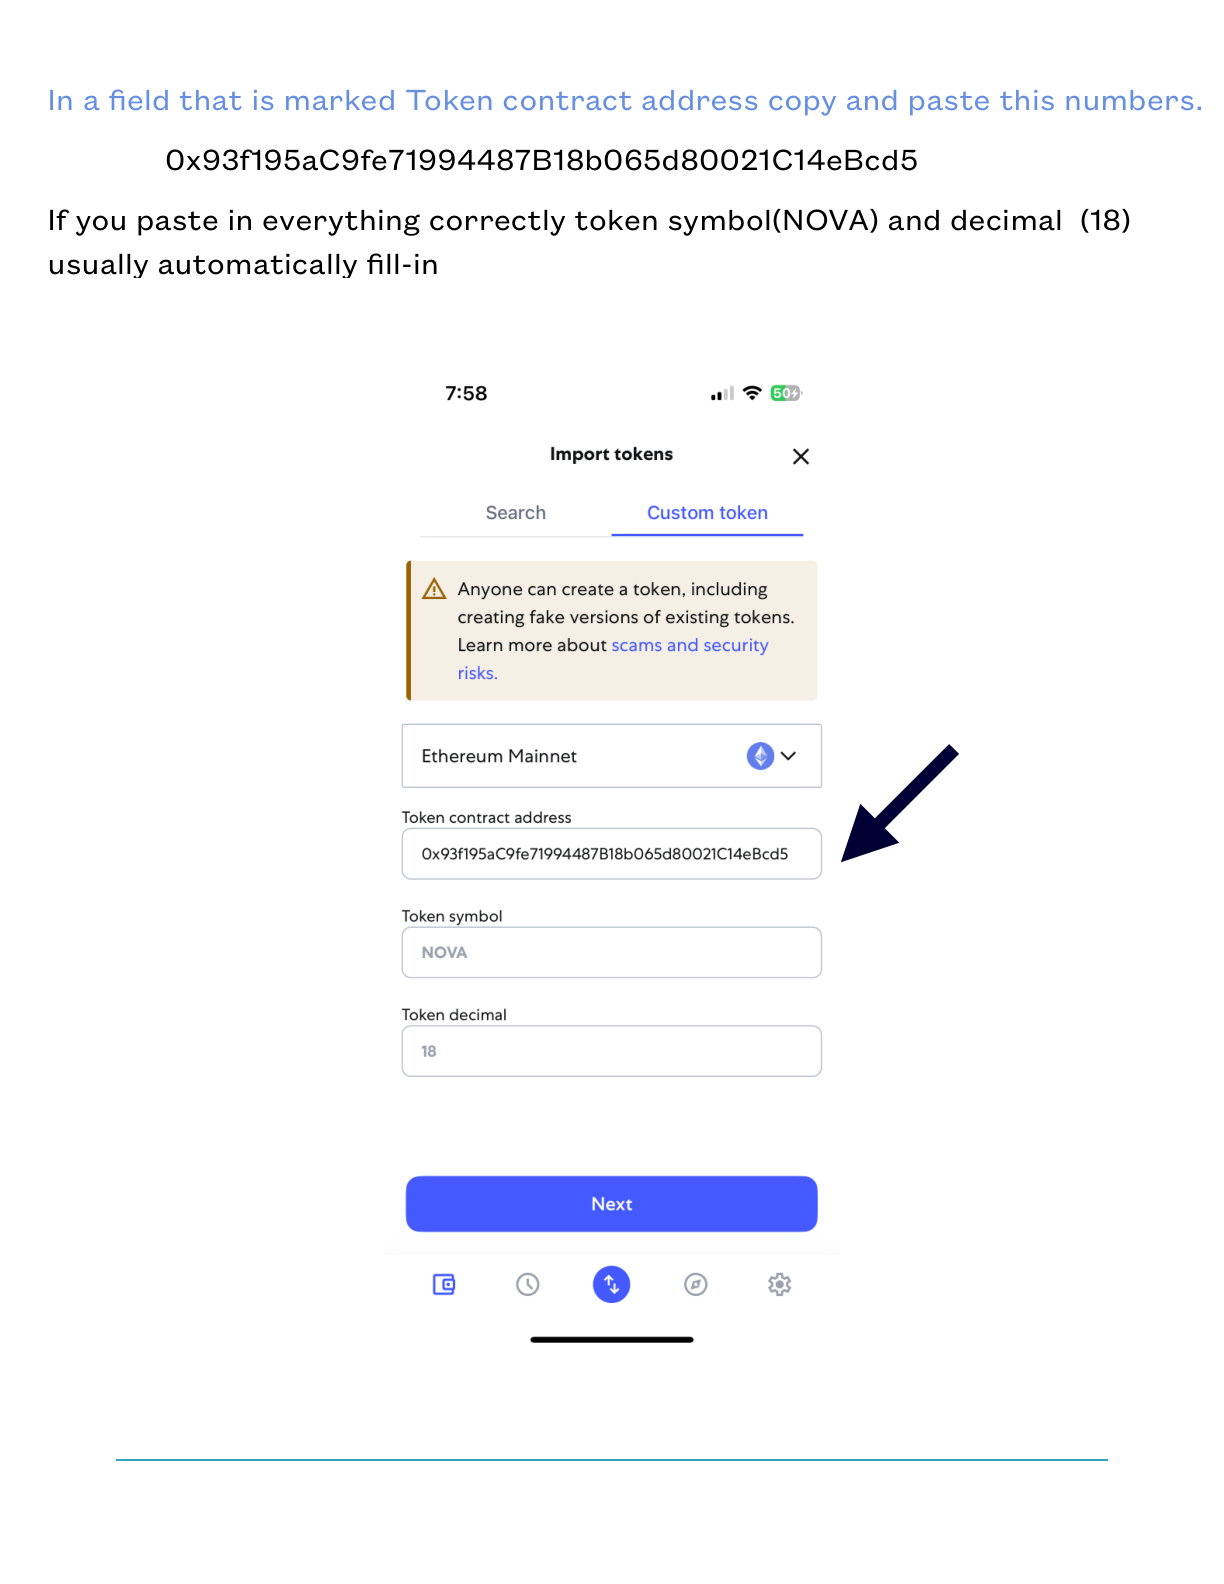 In a field that is marked Token contract address copy and paste this numbers.
0x93f195aC9fe71994487B18b065d80021C14eBcd5
If you paste in everything correctly token symbol(NOVA) and decimal (18)
usually automatically fill-in
7:58
50
Import tokens
Search Custom token
Anyone can create a token, including
creating fake versions of existing tokens.
Learn more about scams and security
risks.
Ethereum Mainnet
Token contract address
0x93f195aC9fe71994487B18b065d80021C14eBcd5
Token symbol
NOVA
Token decimal
18
Next